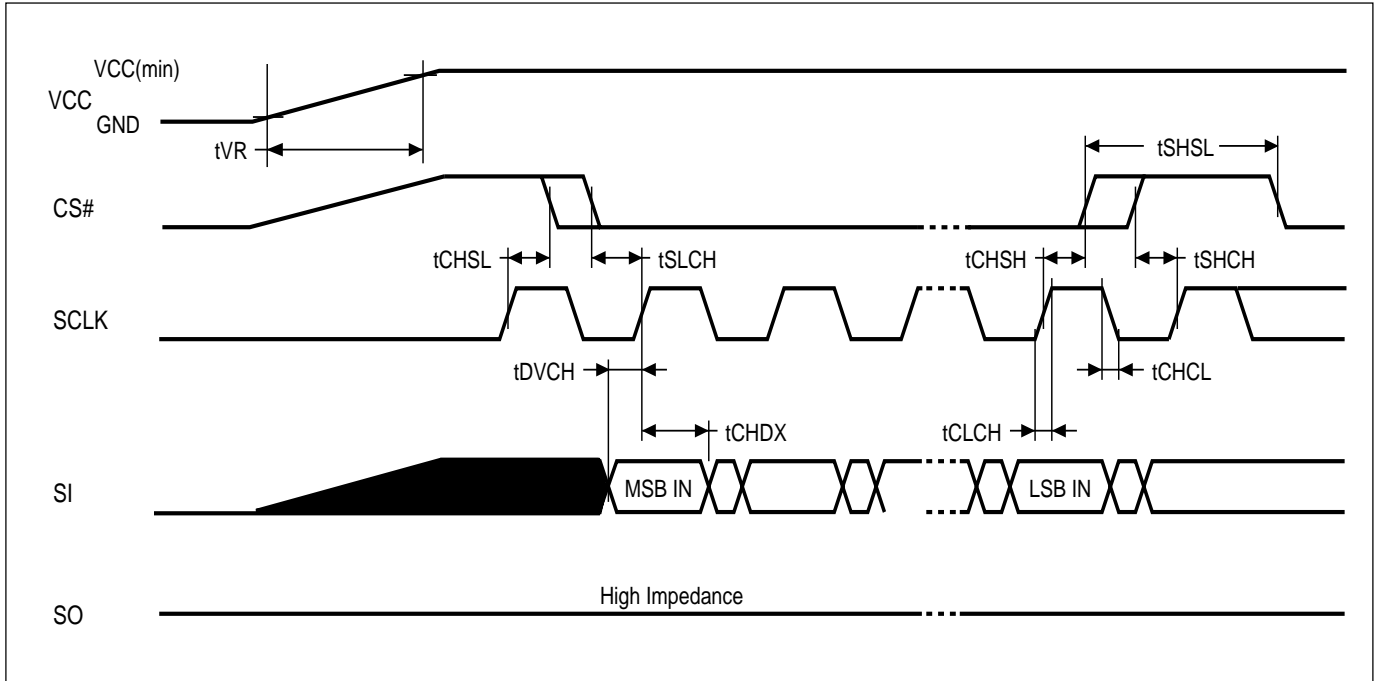 VCC(min)
VCC
GND
tVR
tSHSL
CS#
tCHSL
tSLCH
tCHSH
tSHCH
SCLK
tDVCH
tCHCL
tCHDX
tCLCH
SI
MSB IN
LSB IN
High Impedance
SO